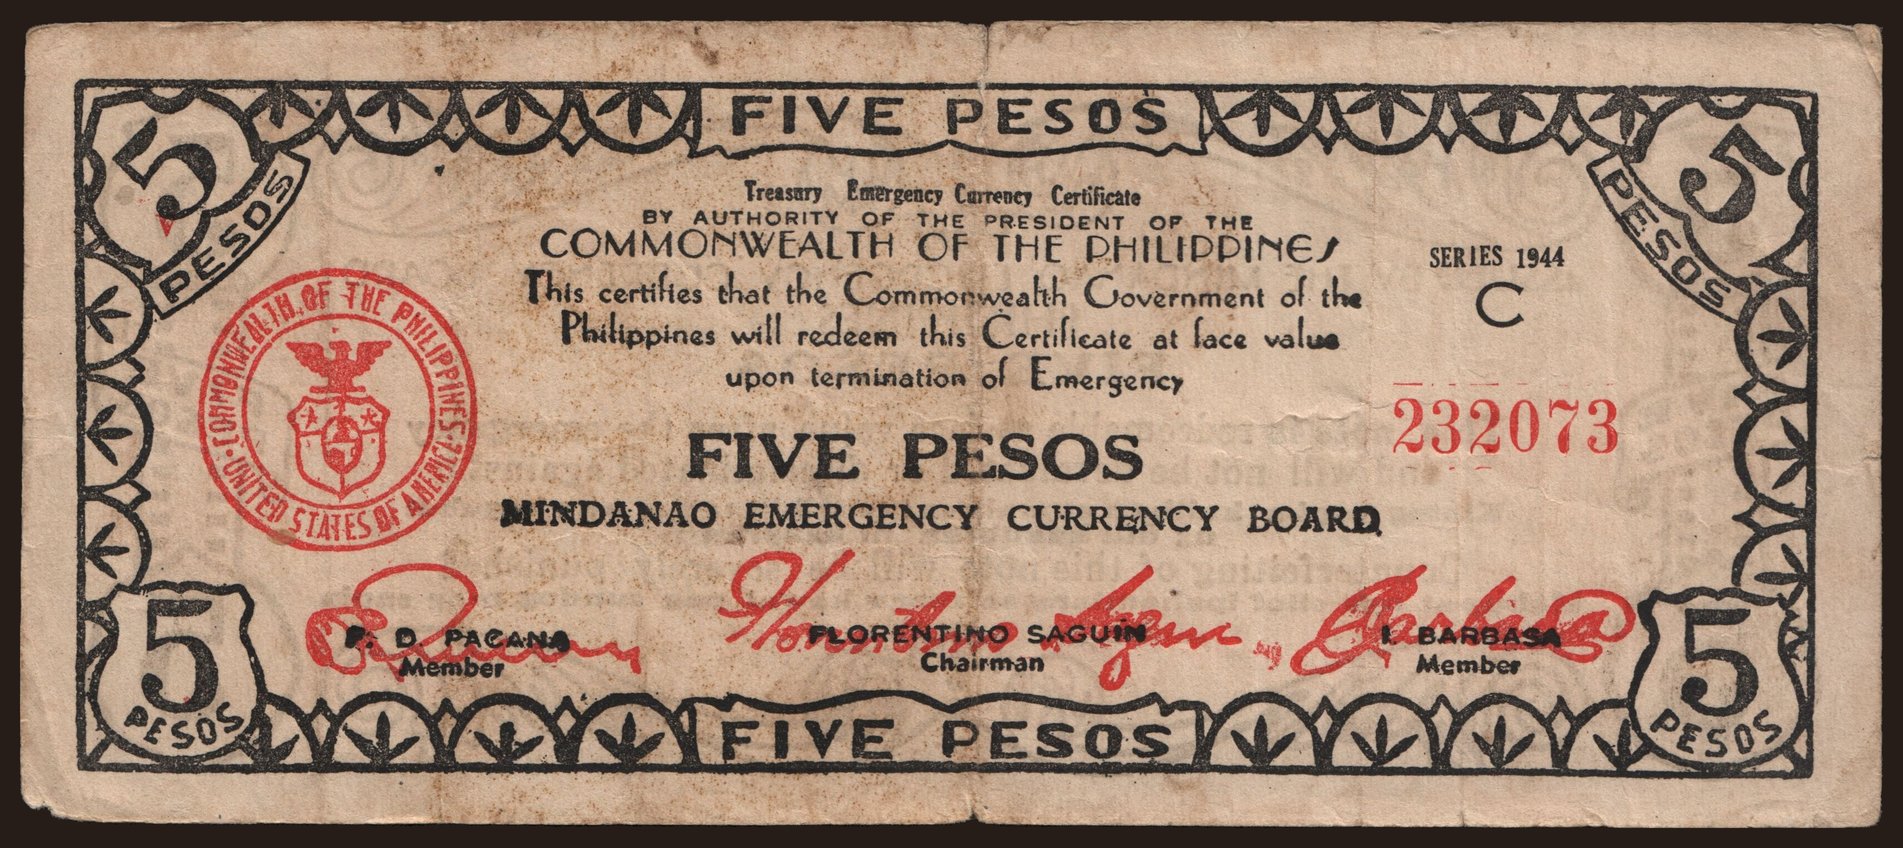 FIVE PESOS
5 PESOS
5 PESOS
Treasury Emergency Currency Certificate
BY AUTHORITY OF THE PRESIDENT OF THE
COMMONWEALTH OF THE PHILIPPINES
SERIES 1944
C
This certifies that the Commonwealth Government of the
Philippines will redeem this Certificate at face value
upon termination of Emergency
COMMONWEALTH OF THE PHILIPPINES
UNITED STATES OF AMERICA
232073
FIVE PESOS
MINDANAO EMERGENCY CURRENCY BOARD
F. D. PACANA
Member
FLORENTINO SAGUIN
Chairman
I. BARBASA
Member
5 PESOS
FIVE PESOS
5 PESOS